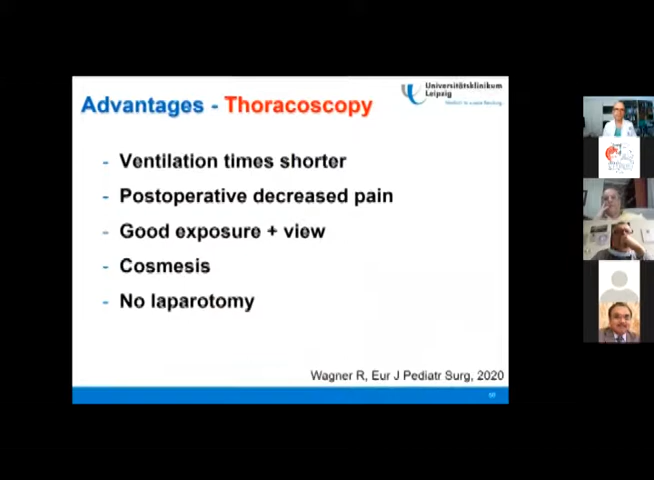 Advantages - Thoracoscopy
Universitätsklinikum
Leipzig
- Ventilation times shorter
- Postoperative decreased pain
- Good exposure + view
- Cosmesis
- No laparotomy
Wagner R, Eur J Pediatr Surg, 2020